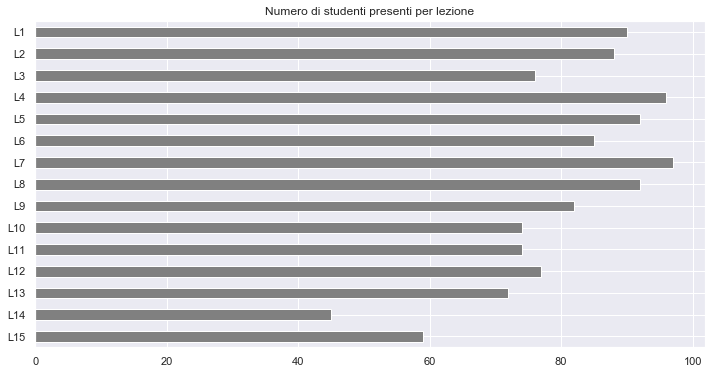 Numero di studenti presenti per lezione
L1
L2
L3
L4
L5
L6
L7
L8
L9
L10
L11
L12
L13
L14
L15
0 20 40 60 80 100